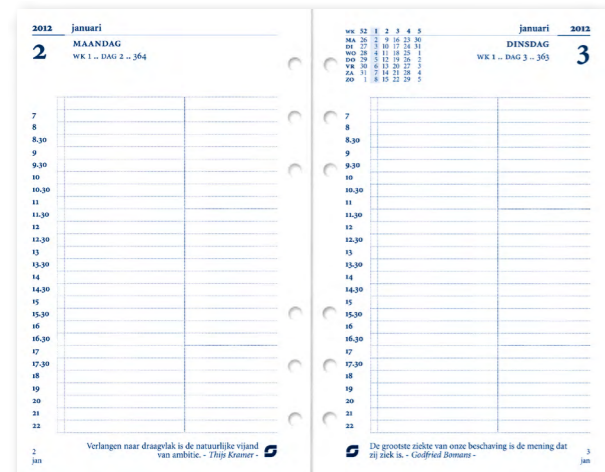 2012 januari
2
MAANDAG
WK 1 .. DAG 2 .. 364
7
8
8.30
9
9.30
10
10.30
11
11.30
12
12.30
13
13.30
14
14.30
15
15.30
16
16.30
17
17.30
18
19
20
21
22
2
jan
Verlangen naar draagvlak is de natuurlijke vijand
van ambitie. - Thijs Kramer -
januari 2012
WK 52 1 2 3 4 5
MA 26 2 9 16 23 30
DI 27 3 10 17 24 31
WO 28 4 11 18 25 1
DO 29 5 12 19 26 2
VR 30 6 13 20 27 3
ZA 31 7 14 21 28 4
ZO 1 8 15 22 29 5
DINSDAG
WK 1 .. DAG 3 .. 363
3
7
8
8.30
9
9.30
10
10.30
11
11.30
12
12.30
13
13.30
14
14.30
15
15.30
16
16.30
17
17.30
18
19
20
21
22
De grootste ziekte van onze beschaving is de mening dat
zij ziek is. - Godfried Bomans -
3
jan